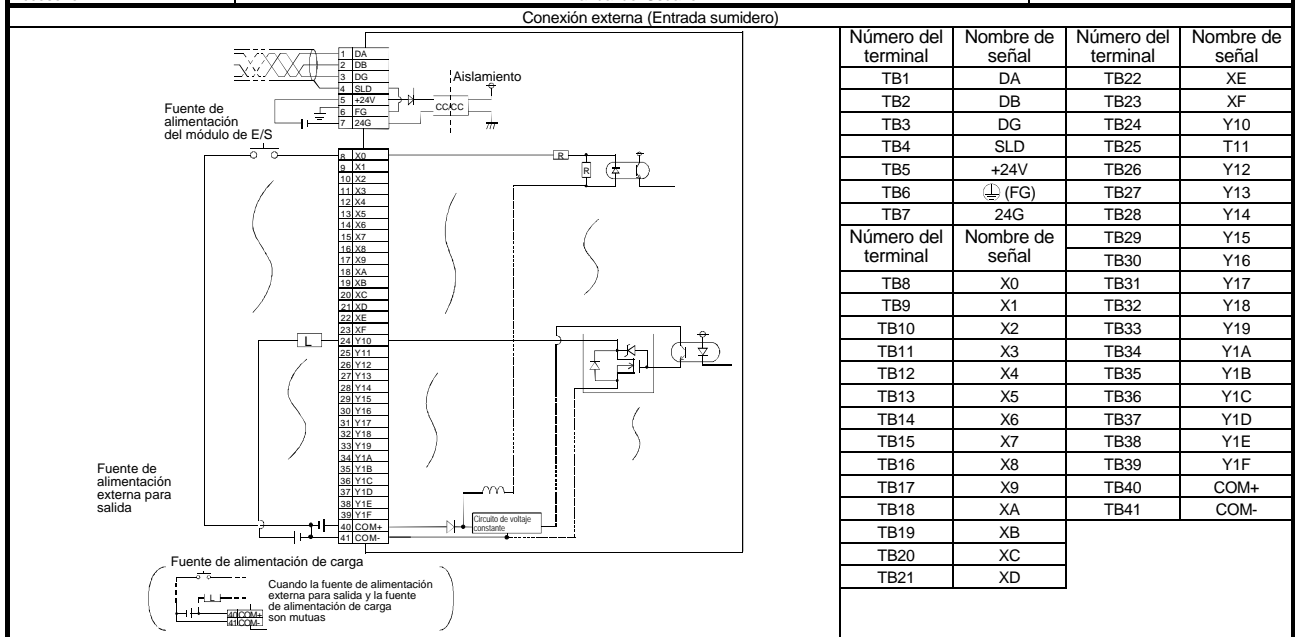 Conexión externa (Entrada sumidero)
1 DA
2 DB
3 DG
4 SLD
5 +24V
6 FG
7 24G
Aislamiento
CC/CC
Fuente de
alimentación
del módulo de E/S
8 X0
9 X1
10 X2
11 X3
12 X4
13 X5
14 X6
15 X7
16 X8
17 X9
18 XA
19 XB
20 XC
21 XD
22 XE
23 XF
24 Y10
25 Y11
26 Y12
27 Y13
28 Y14
29 Y15
30 Y16
31 Y17
32 Y18
33 Y19
34 Y1A
35 Y1B
36 Y1C
37 Y1D
38 Y1E
39 Y1F
40 COM+
41 COM-
R
R
L
Fuente de
alimentación
externa para
salida
Circuito de voltaje
constante
Fuente de alimentación de carga
L
40 COM+
41 COM-
Cuando la fuente de alimentación
externa para salida y la fuente
de alimentación de carga
son mutuas
Número del terminal Nombre de señal Número del terminal Nombre de señal
TB1 DA TB22 XE
TB2 DB TB23 XF
TB3 DG TB24 Y10
TB4 SLD TB25 T11
TB5 +24V TB26 Y12
TB6 (FG) TB27 Y13
TB7 24G TB28 Y14
Número del terminal Nombre de señal TB29 Y15
TB30 Y16
TB8 X0 TB31 Y17
TB9 X1 TB32 Y18
TB10 X2 TB33 Y19
TB11 X3 TB34 Y1A
TB12 X4 TB35 Y1B
TB13 X5 TB36 Y1C
TB14 X6 TB37 Y1D
TB15 X7 TB38 Y1E
TB16 X8 TB39 Y1F
TB17 X9 TB40 COM+
TB18 XA TB41 COM-
TB19 XB
TB20 XC
TB21 XD